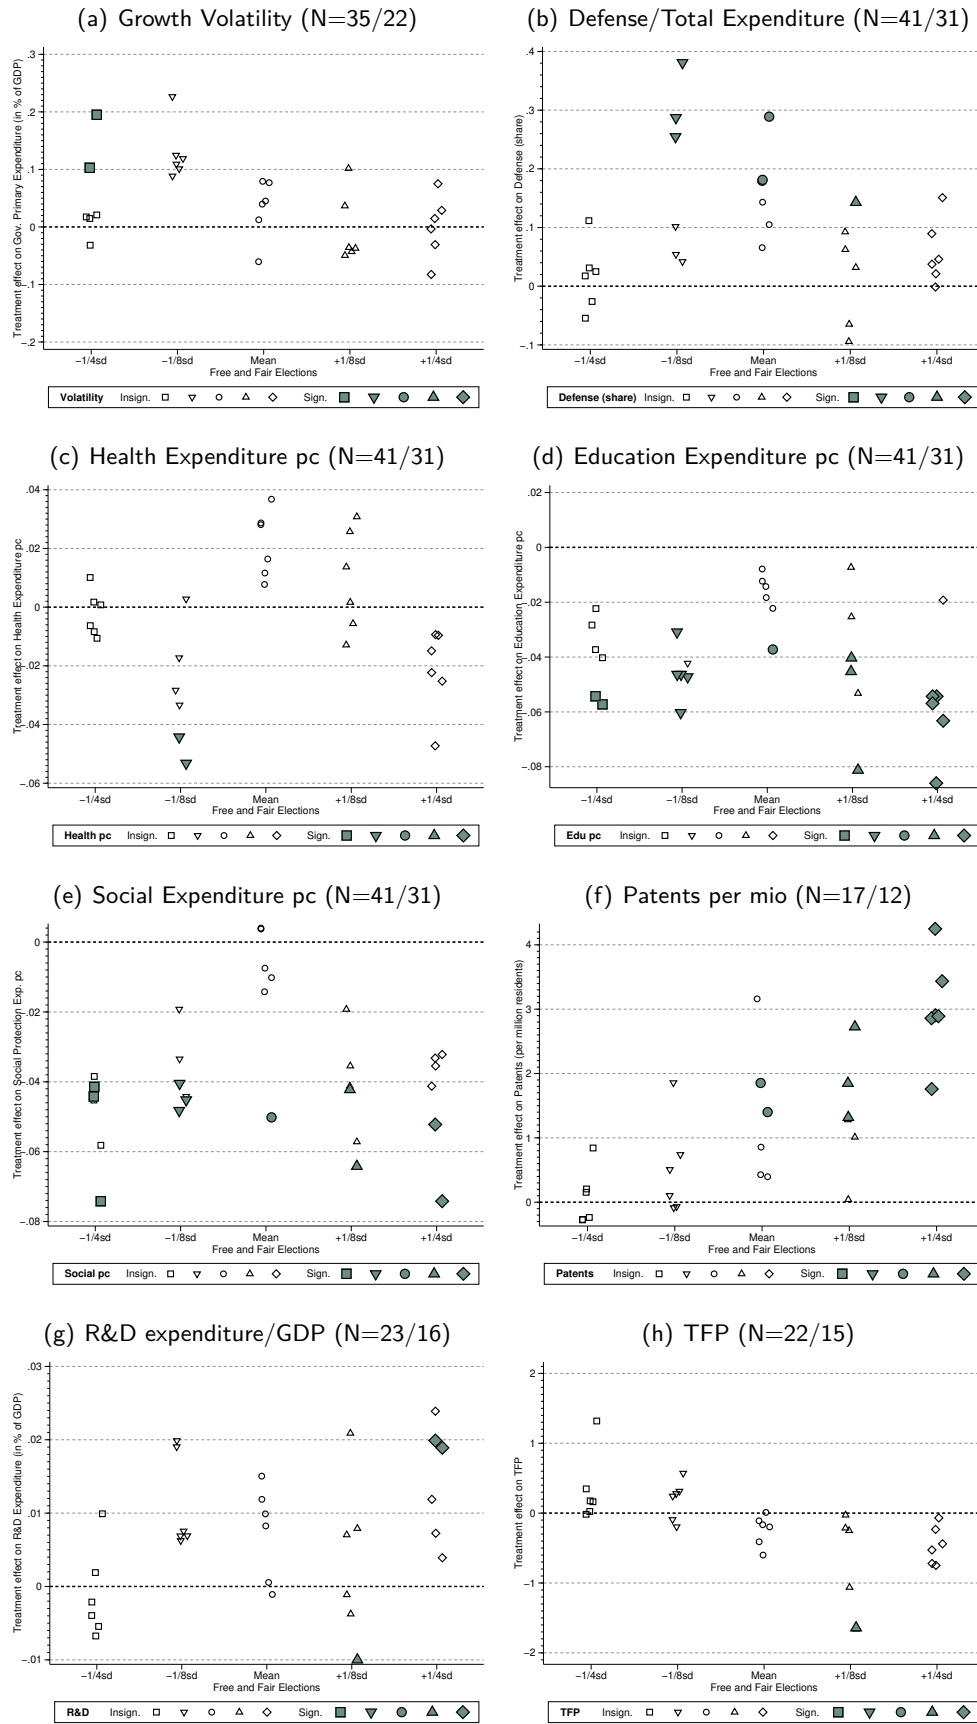 (a) Growth Volatility (N=35/22)
Treatment effect on Gov. Primary Expenditure (in % of GDP)
.3
.2
.1
0
−.1
−.2
−1/4sd −1/8sd Mean +1/8sd +1/4sd
Free and Fair Elections
Volatility Insign. Sign.
(b) Defense/Total Expenditure (N=41/31)
Treatment effect on Defense (share)
.4
.3
.2
.1
0
−.1
−1/4sd −1/8sd Mean +1/8sd +1/4sd
Free and Fair Elections
Defense (share) Insign. Sign.
(c) Health Expenditure pc (N=41/31)
Treatment effect on Health Expenditure pc
.04
.02
0
−.02
−.04
−.06
−1/4sd −1/8sd Mean +1/8sd +1/4sd
Free and Fair Elections
Health pc Insign. Sign.
(d) Education Expenditure pc (N=41/31)
Treatment effect on Education Expenditure pc
.02
0
−.02
−.04
−.06
−.08
−1/4sd −1/8sd Mean +1/8sd +1/4sd
Free and Fair Elections
Edu pc Insign. Sign.
(e) Social Expenditure pc (N=41/31)
Treatment effect on Social Protection Exp. pc
0
−.02
−.04
−.06
−.08
−1/4sd −1/8sd Mean +1/8sd +1/4sd
Free and Fair Elections
Social pc Insign. Sign.
(f) Patents per mio (N=17/12)
Treatment effect on Patents (per million residents)
4
3
2
1
0
−1/4sd −1/8sd Mean +1/8sd +1/4sd
Free and Fair Elections
Patents Insign. Sign.
(g) R&D expenditure/GDP (N=23/16)
Treatment effect on R&D Expenditure (in % of GDP)
.03
.02
.01
0
−.01
−1/4sd −1/8sd Mean +1/8sd +1/4sd
Free and Fair Elections
R&D Insign. Sign.
(h) TFP (N=22/15)
Treatment effect on TFP
2
1
0
−1
−2
−1/4sd −1/8sd Mean +1/8sd +1/4sd
Free and Fair Elections
TFP Insign. Sign.